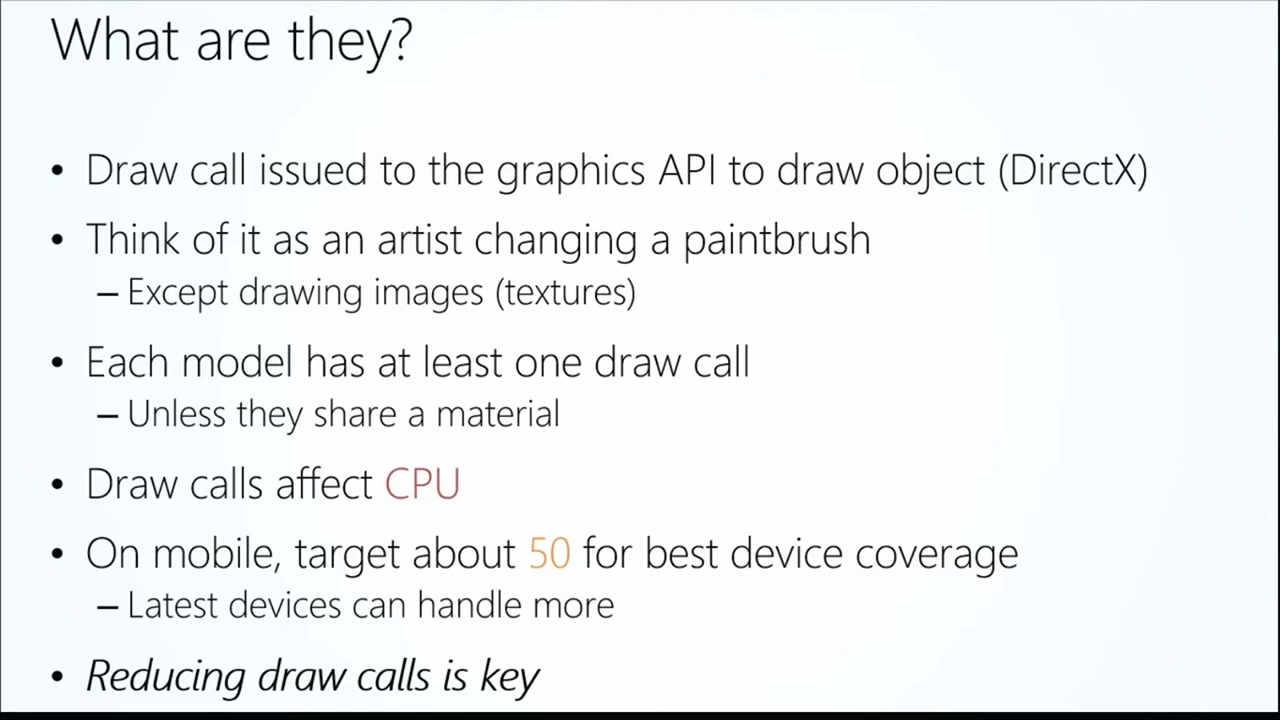 What are they?
• Draw call issued to the graphics API to draw object (DirectX)
• Think of it as an artist changing a paintbrush
– Except drawing images (textures)
• Each model has at least one draw call
– Unless they share a material
• Draw calls affect CPU
• On mobile, target about 50 for best device coverage
– Latest devices can handle more
• Reducing draw calls is key